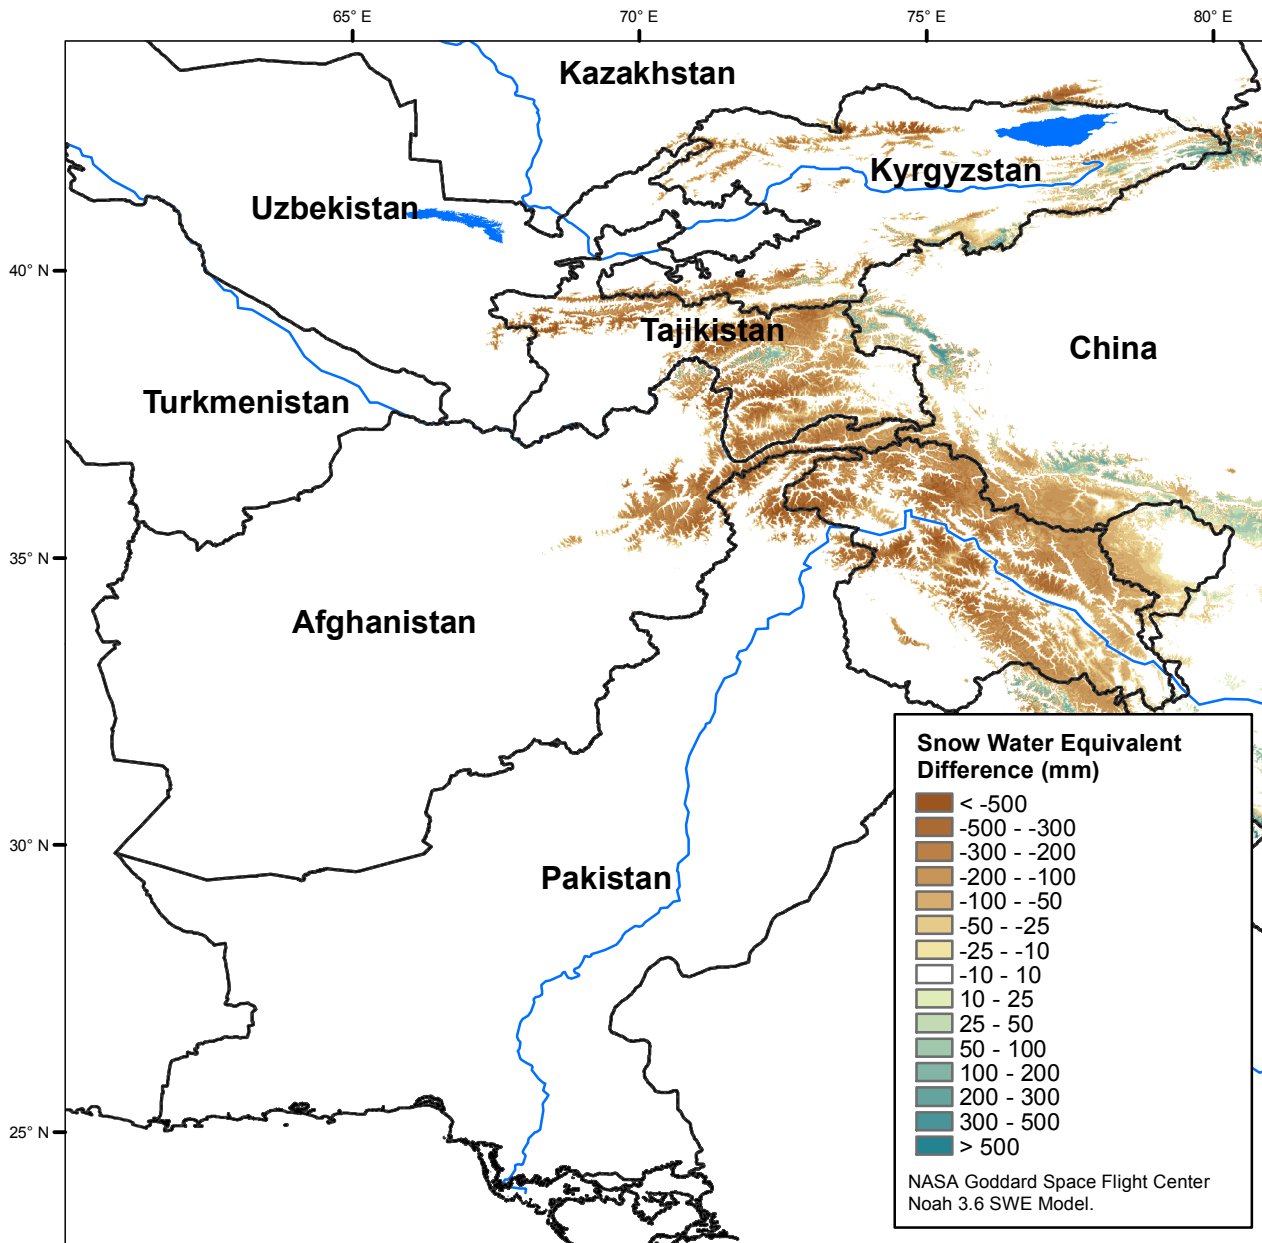 65° E
70° E
75° E
80° E
Kazakhstan
Kyrgyzstan
Uzbekistan
40° N
Tajikistan
China
Turkmenistan
35° N
Afghanistan
30° N
Pakistan
25° N
Snow Water Equivalent
Difference (mm)
< -500
-500 - -300
-300 - -200
-200 - -100
-100 - -50
-50 - -25
-25 - -10
-10 - 10
10 - 25
25 - 50
50 - 100
100 - 200
200 - 300
300 - 500
> 500
NASA Goddard Space Flight Center
Noah 3.6 SWE Model.